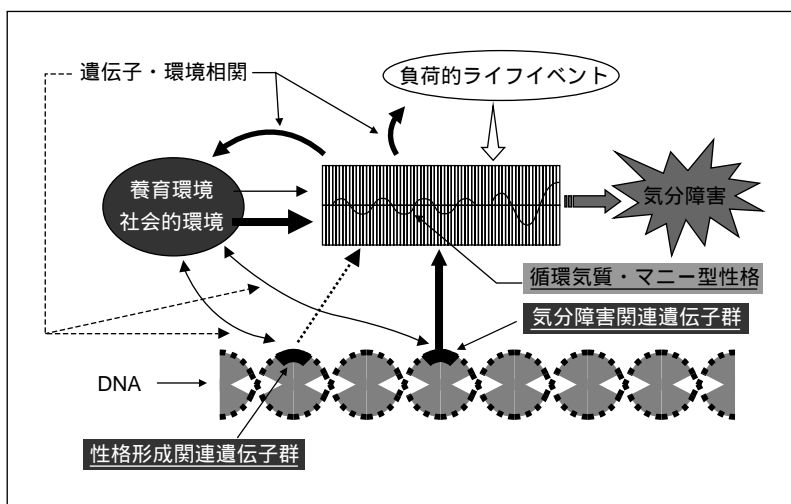 遺伝子・環境相関
負荷的ライフイベント
養育環境
社会的環境
気分障害
循環気質・マニー型性格
気分障害関連遺伝子群
DNA
性格形成関連遺伝子群